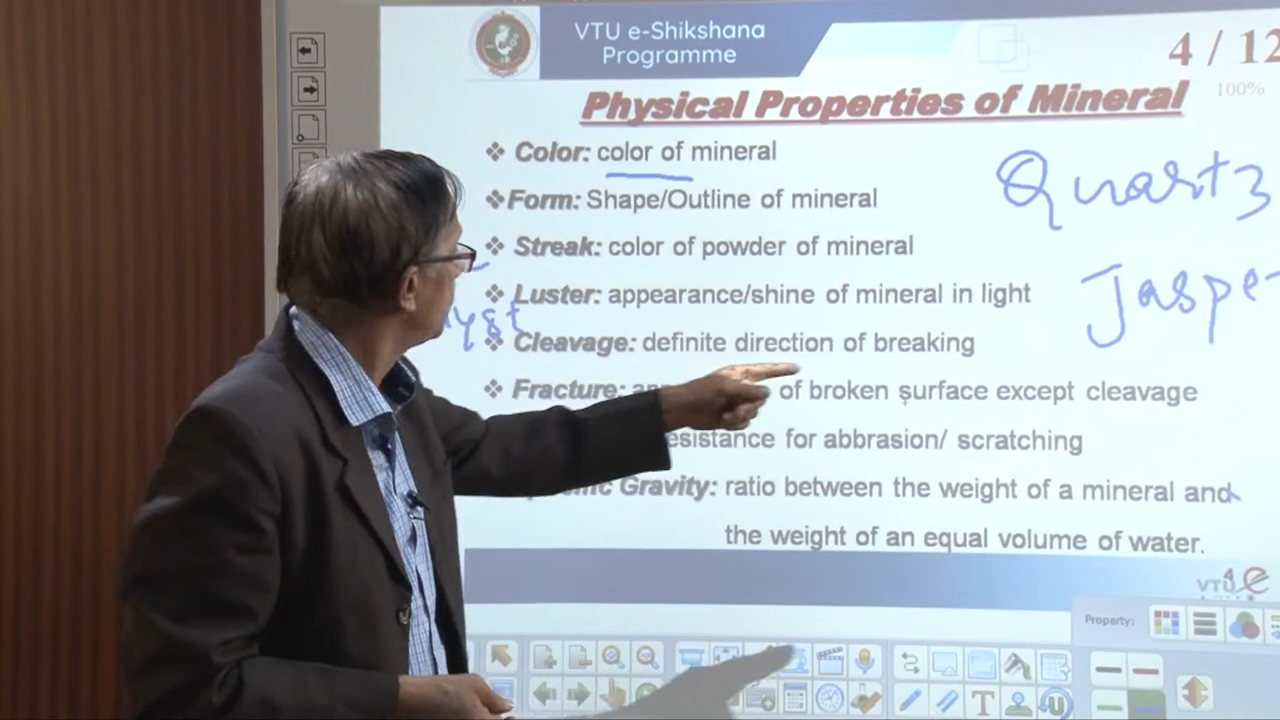 VTU e-Shikshana
Programme
4 / 12
100%
Physical Properties of Mineral
❖ Color: color of mineral
Quartz
❖Form: Shape/Outline of mineral
❖ Streak: color of powder of mineral
❖ Luster: appearance/shine of mineral in light
❖ Cleavage: definite direction of breaking
❖ Fracture: of broken surface except cleavage
for abbrasion/ scratching
Gravity: ratio between the weight of a mineral and
the weight of an equal volume of water.
VTU e
Property:
T